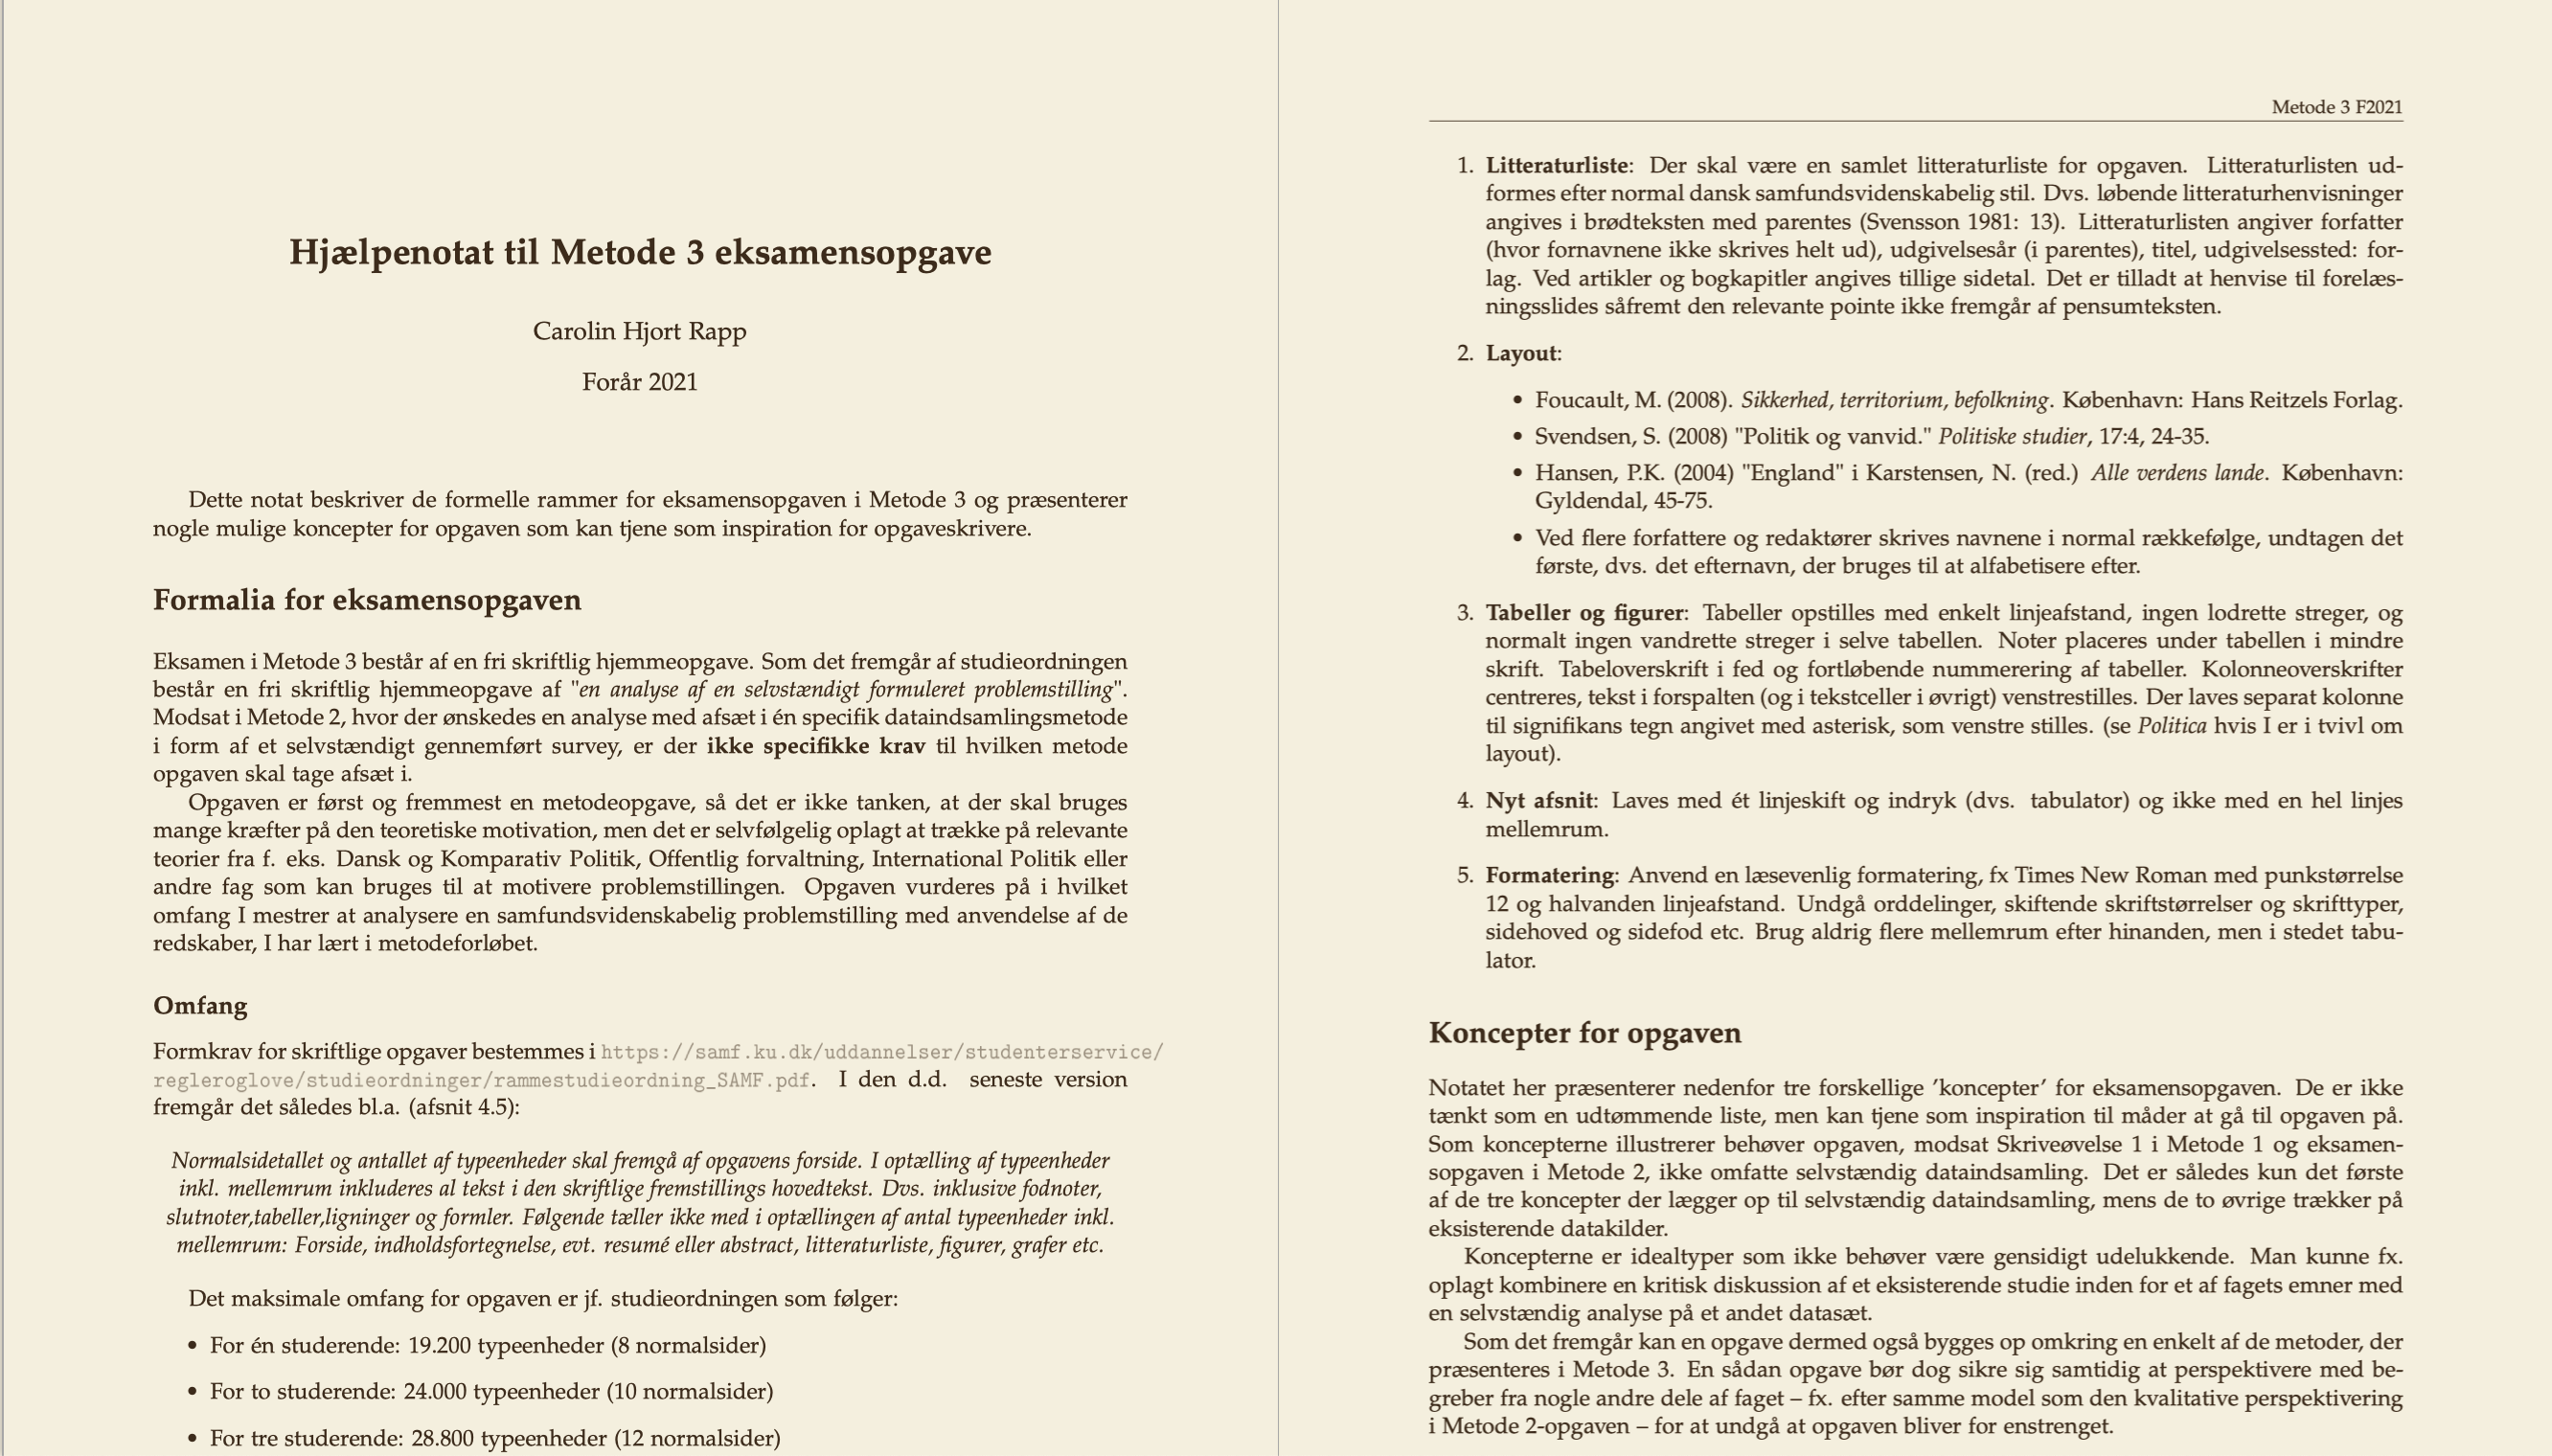 Hjælpenotat til Metode 3 eksamensopgave
Carolin Hjort Rapp
Forår 2021
Dette notat beskriver de formelle rammer for eksamensopgaven i Metode 3 og præsenterer
nogle mulige koncepter for opgaven som kan tjene som inspiration for opgaveskrivere.
Formalia for eksamensopgaven
Eksamen i Metode 3 består af en fri skriftlig hjemmeopgave. Som det fremgår af studieordningen
består en fri skriftlig hjemmeopgave af "en analyse af en selvstændigt formuleret problemstilling".
Modsat i Metode 2, hvor der ønskedes en analyse med afsæt i én specifik dataindsamlingsmetode
i form af et selvstændigt gennemført survey, er der ikke specifikke krav til hvilken metode
opgaven skal tage afsæt i.
Opgaven er først og fremmest en metodeopgave, så det er ikke tanken, at der skal bruges
mange kræfter på den teoretiske motivation, men det er selvfølgelig oplagt at trække på relevante
teorier fra f. eks. Dansk og Komparativ Politik, Offentlig forvaltning, International Politik eller
andre fag som kan bruges til at motivere problemstillingen. Opgaven vurderes på i hvilket
omfang I mestrer at analysere en samfundsvidenskabelig problemstilling med anvendelse af de
redskaber, I har lært i metodeforløbet.
Omfang
Formkrav for skriftlige opgaver bestemmes i https://samf.ku.dk/uddannelser/studenterservice/
regleroglove/studieordninger/rammestudieordning_SAMF.pdf. I den d.d. seneste version
fremgår det således bl.a. (afsnit 4.5):
Normalsidetallet og antallet af typeenheder skal fremgå af opgavens forside. I optælling af typeenheder
inkl. mellemrum inkluderes al tekst i den skriftlige fremstillings hovedtekst. Dvs. inklusive fodnoter,
slutnoter,tabeller,ligninger og formler. Følgende tæller ikke med i optællingen af antal typeenheder inkl.
mellemrum: Forside, indholdsfortegnelse, evt. resumé eller abstract, litteraturliste, figurer, grafer etc.
Det maksimale omfang for opgaven er jf. studieordningen som følger:
• For én studerende: 19.200 typeenheder (8 normalsider)
• For to studerende: 24.000 typeenheder (10 normalsider)
• For tre studerende: 28.800 typeenheder (12 normalsider)
Metode 3 F2021
1. Litteraturliste: Der skal være en samlet litteraturliste for opgaven. Litteraturlisten ud-
formes efter normal dansk samfundsvidenskabelig stil. Dvs. løbende litteraturhenvisninger
angives i brødteksten med parentes (Svensson 1981: 13). Litteraturlisten angiver forfatter
(hvor fornavnene ikke skrives helt ud), udgivelsesår (i parentes), titel, udgivelsessted: for-
lag. Ved artikler og bogkapitler angives tillige sidetal. Det er tilladt at henvise til forelæs-
ningsslides såfremt den relevante pointe ikke fremgår af pensumteksten.
2. Layout:
• Foucault, M. (2008). Sikkerhed, territorium, befolkning. København: Hans Reitzels Forlag.
• Svendsen, S. (2008) "Politik og vanvid." Politiske studier, 17:4, 24-35.
• Hansen, P.K. (2004) "England" i Karstensen, N. (red.) Alle verdens lande. København:
Gyldendal, 45-75.
• Ved flere forfattere og redaktører skrives navnene i normal rækkefølge, undtagen det
første, dvs. det efternavn, der bruges til at alfabetisere efter.
3. Tabeller og figurer: Tabeller opstilles med enkelt linjeafstand, ingen lodrette streger, og
normalt ingen vandrette streger i selve tabellen. Noter placeres under tabellen i mindre
skrift. Tabeloverskrift i fed og fortløbende nummerering af tabeller. Kolonneoverskrifter
centreres, tekst i forspalten (og i tekstceller i øvrigt) venstrestilles. Der laves separat kolonne
til signifikans tegn angivet med asterisk, som venstre stilles. (se Politica hvis I er i tvivl om
layout).
4. Nyt afsnit: Laves med ét linjeskift og indryk (dvs. tabulator) og ikke med en hel linjes
mellemrum.
5. Formatering: Anvend en læsevenlig formatering, fx Times New Roman med punkstørrelse
12 og halvanden linjeafstand. Undgå orddelinger, skiftende skriftstørrelser og skrifttyper,
sidehoved og sidefod etc. Brug aldrig flere mellemrum efter hinanden, men i stedet tabu-
lator.
Koncepter for opgaven
Notatet her præsenterer nedenfor tre forskellige ’koncepter’ for eksamensopgaven. De er ikke
tænkt som en udtømmende liste, men kan tjene som inspiration til måder at gå til opgaven på.
Som koncepterne illustrerer behøver opgaven, modsat Skriveøvelse 1 i Metode 1 og eksamen-
sopgaven i Metode 2, ikke omfatte selvstændig dataindsamling. Det er således kun det første
af de tre koncepter der lægger op til selvstændig dataindsamling, mens de to øvrige trækker på
eksisterende datakilder.
Koncepterne er idealtyper som ikke behøver være gensidigt udelukkende. Man kunne fx.
oplagt kombinere en kritisk diskussion af et eksisterende studie inden for et af fagets emner med
en selvstændig analyse på et andet datasæt.
Som det fremgår kan en opgave dermed også bygges op omkring en enkelt af de metoder, der
præsenteres i Metode 3. En sådan opgave bør dog sikre sig samtidig at perspektivere med be-
greber fra nogle andre dele af faget – fx. efter samme model som den kvalitative perspektivering
i Metode 2-opgaven – for at undgå at opgaven bliver for enstrenget.